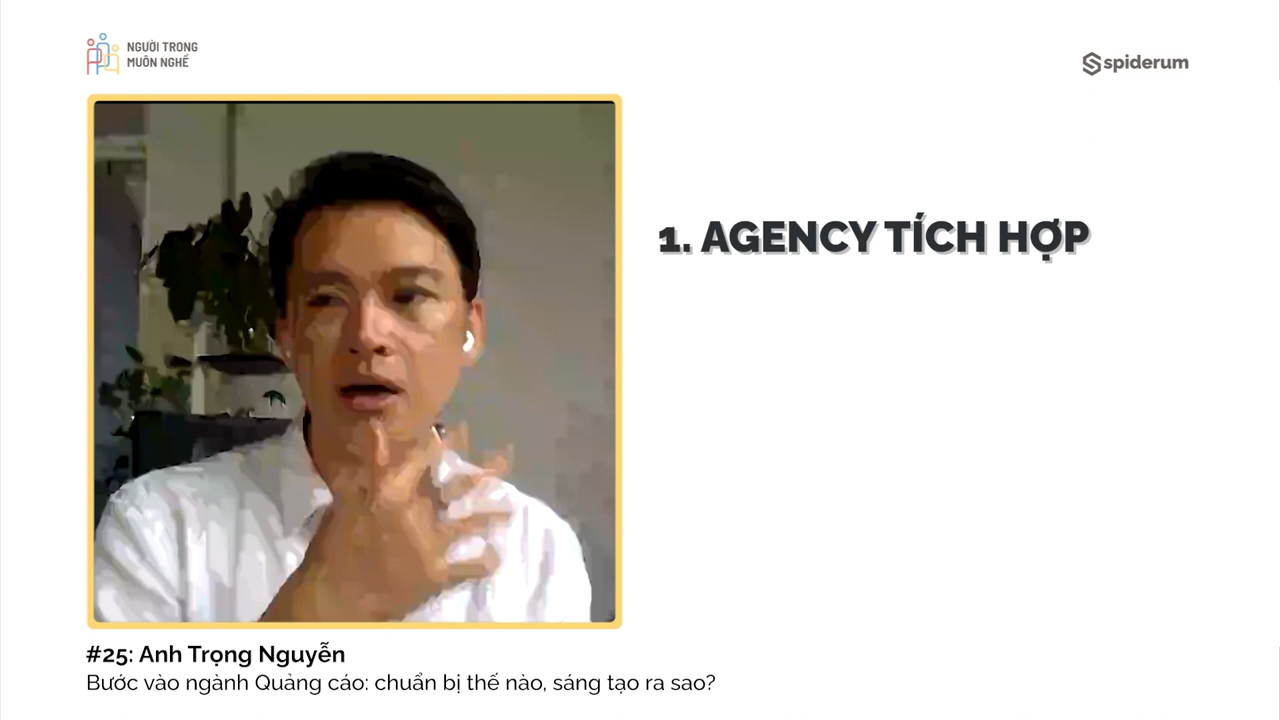 NGƯỜI TRONG
MUÔN NGHỀ
spiderum
1. AGENCY TÍCH HỢP
#25: Anh Trọng Nguyễn
Bước vào ngành Quảng cáo: chuẩn bị thế nào, sáng tạo ra sao?